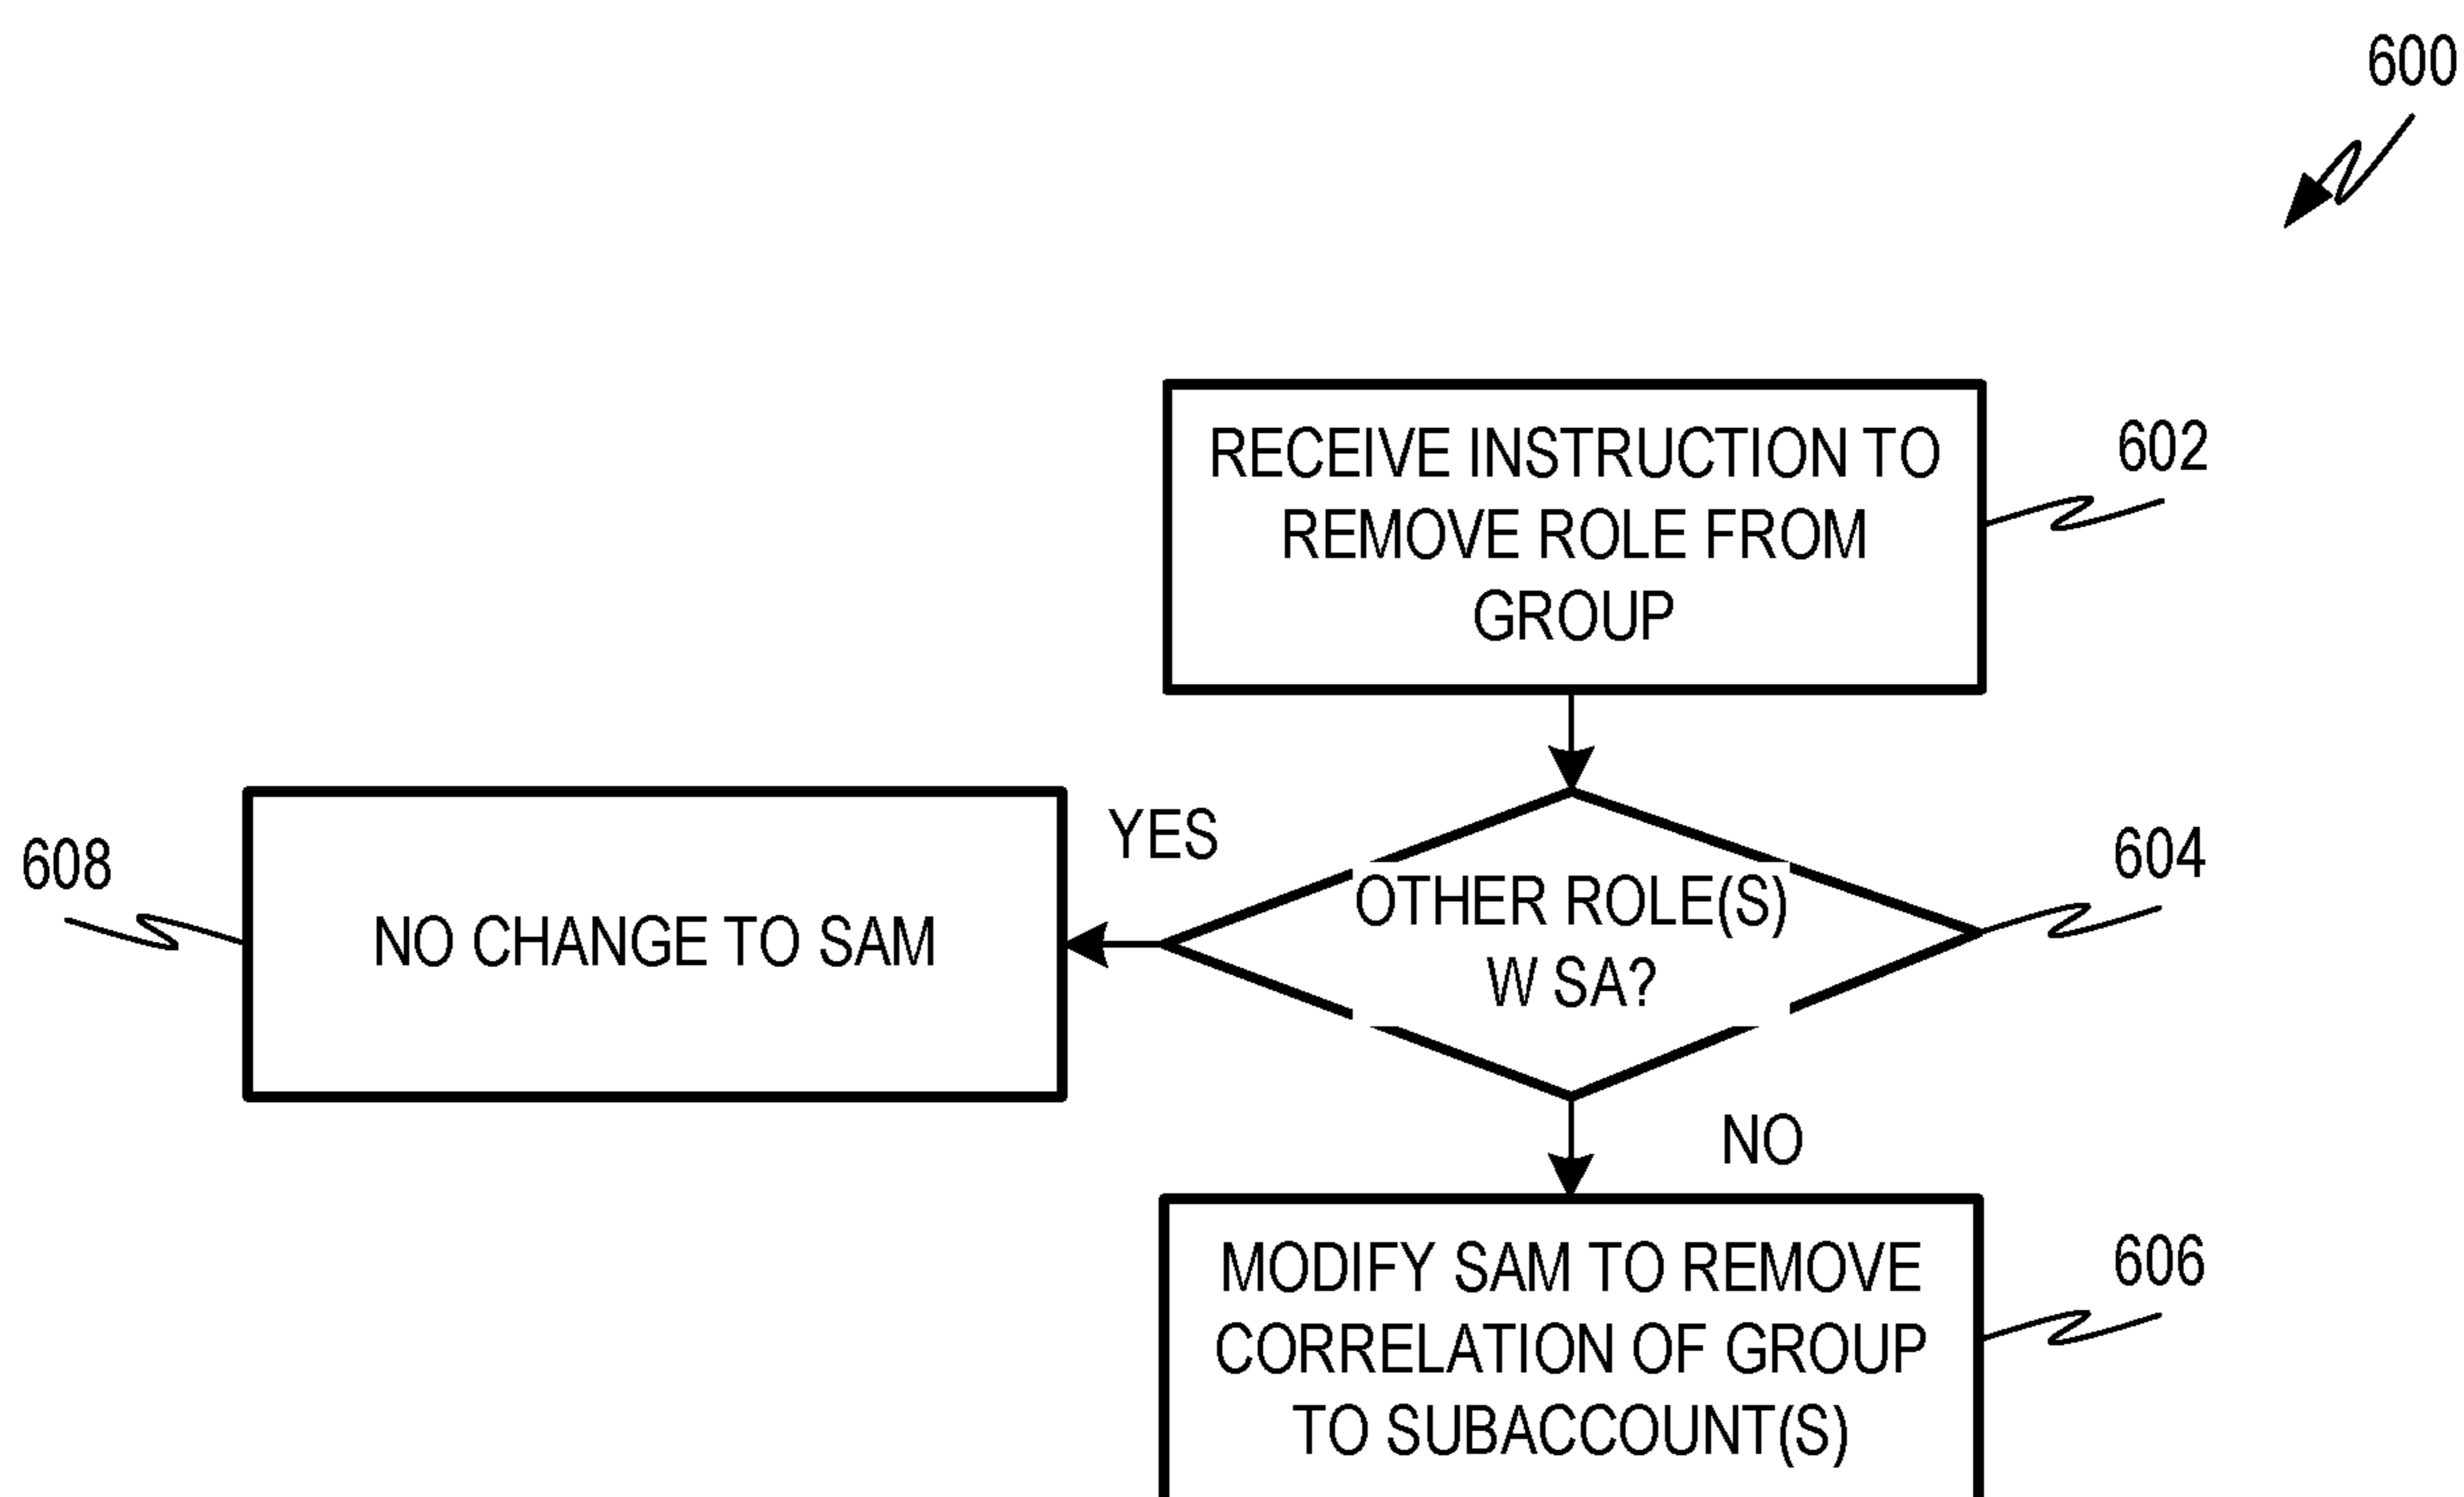 600
RECEIVE INSTRUCTION TO
REMOVE ROLE FROM
GROUP
602
YES
608
NO CHANGE TO SAM
OTHER ROLE(S)
W SA?
604
NO
MODIFY SAM TO REMOVE
CORRELATION OF GROUP
TO SUBACCOUNT(S)
606